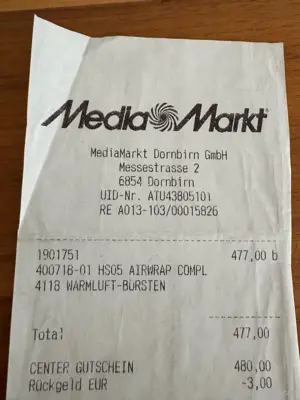 Media Markt
MediaMarkt Dornbirn GmbH
Messestrasse 2
6854 Dornbirn
UID-Nr. ATU43805101
RE A013-103/00015826
1901751 477,00 b
400718-01 HS05 AIRWRAP COMPL
4118 WARMLUFT-BÜRSTEN
Total 477,00
CENTER GUTSCHEIN 480,00
Rückgeld EUR -3,00